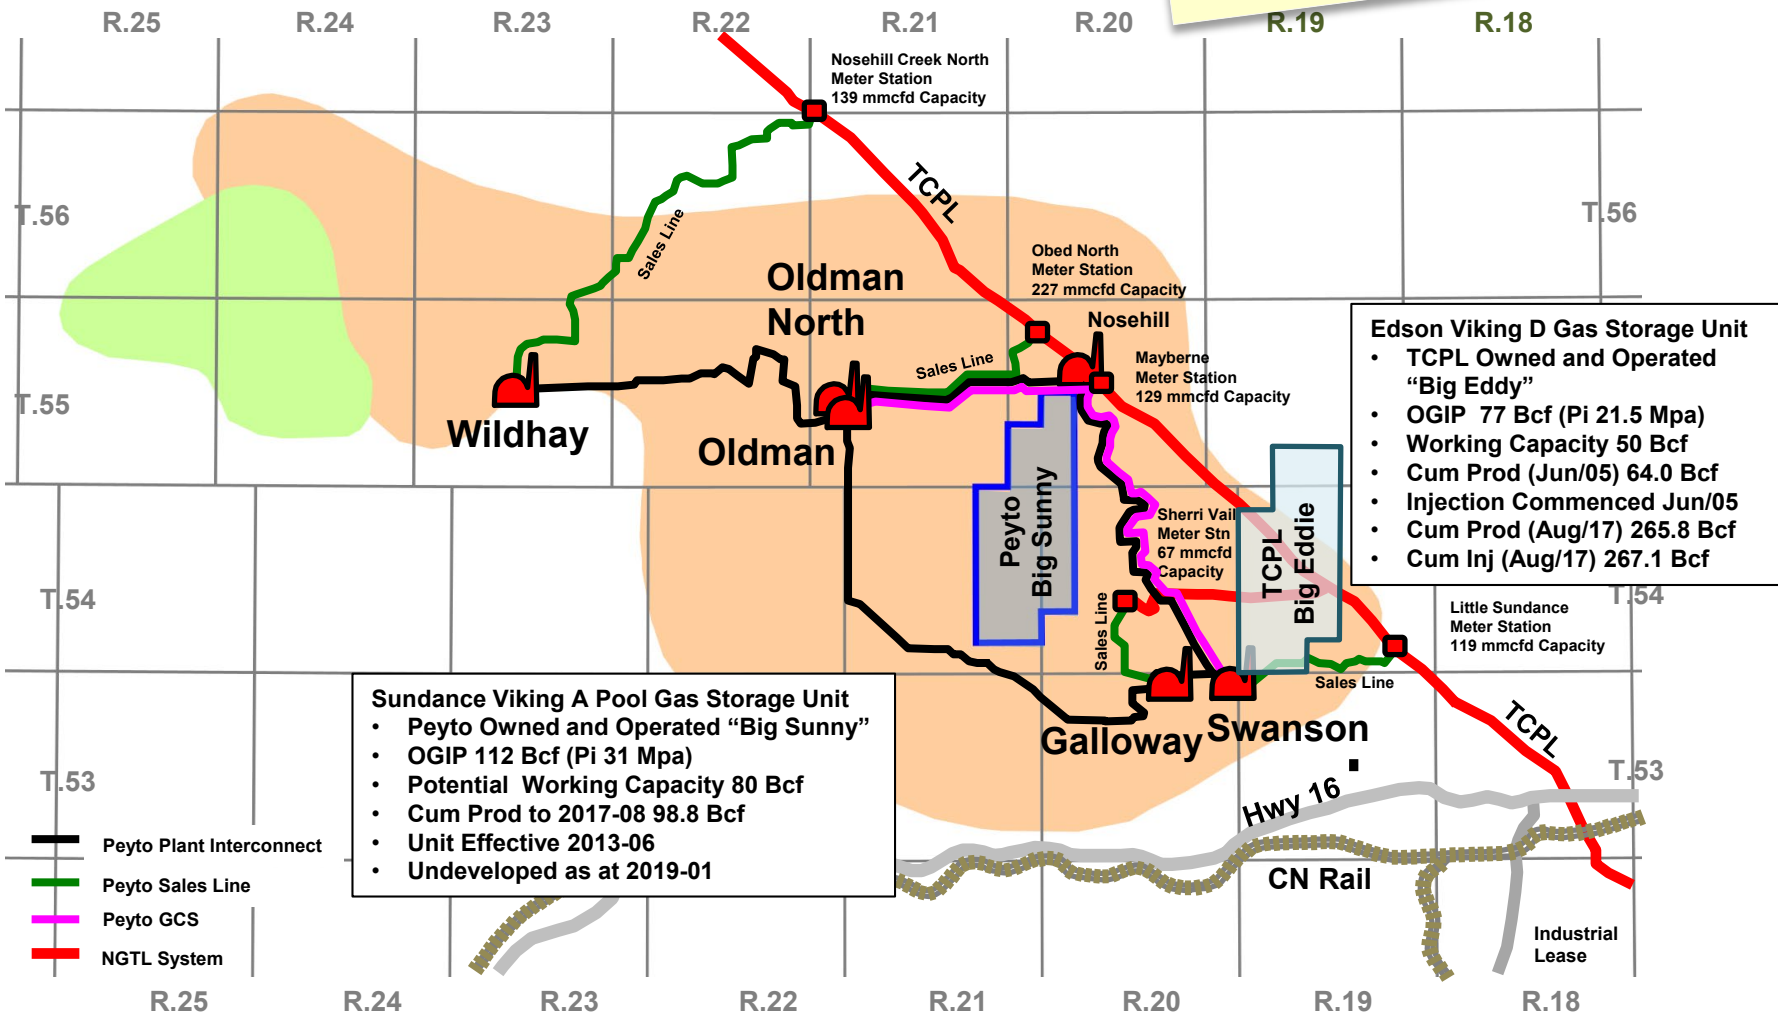 R.25 R.24 R.23 R.22 R.21 R.20 R.19 R.18
Nosehill Creek North
Meter Station
139 mmcfd Capacity
TCPL
T.56
T.56
Sales Line
Obed North
Meter Station
227 mmcfd Capacity
Oldman
North
Nosehill
Mayberne
Meter Station
129 mmcfd Capacity
Sales Line
T.55
Wildhay
Oldman
Edson Viking D Gas Storage Unit
• TCPL Owned and Operated
“Big Eddy”
• OGIP 77 Bcf (Pi 21.5 Mpa)
• Working Capacity 50 Bcf
• Cum Prod (Jun/05) 64.0 Bcf
• Injection Commenced Jun/05
• Cum Prod (Aug/17) 265.8 Bcf
• Cum Inj (Aug/17) 267.1 Bcf
Peyto
Big Sunny
Sherri Vail
Meter Stn
67 mmcfd
Capacity
TCPL
Big Eddie
T.54
T.54
Sales Line
Little Sundance
Meter Station
119 mmcfd Capacity
Sales Line
Galloway
Swanson
TCPL
Sundance Viking A Pool Gas Storage Unit
• Peyto Owned and Operated “Big Sunny”
• OGIP 112 Bcf (Pi 31 Mpa)
• Potential Working Capacity 80 Bcf
• Cum Prod to 2017-08 98.8 Bcf
• Unit Effective 2013-06
• Undeveloped as at 2019-01
T.53
T.53
Hwy 16
CN Rail
Peyto Plant Interconnect
Peyto Sales Line
Peyto GCS
NGTL System
Industrial
Lease
R.25 R.24 R.23 R.22 R.21 R.20 R.19 R.18